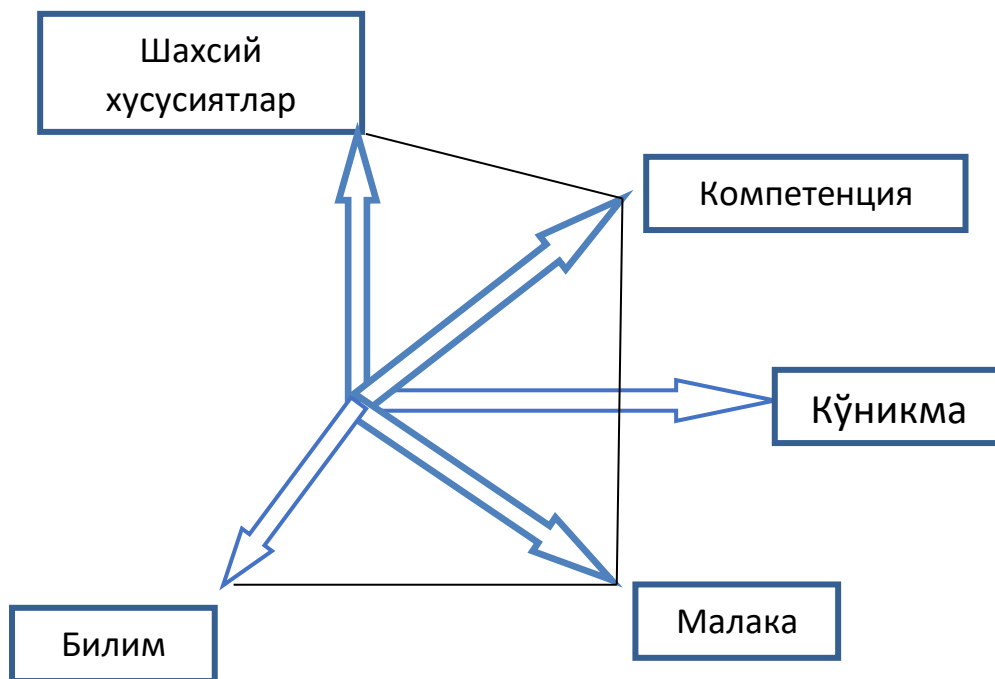 Шахсий
хусусиятлар
Компетенция
Кўникма
Малака
Билим